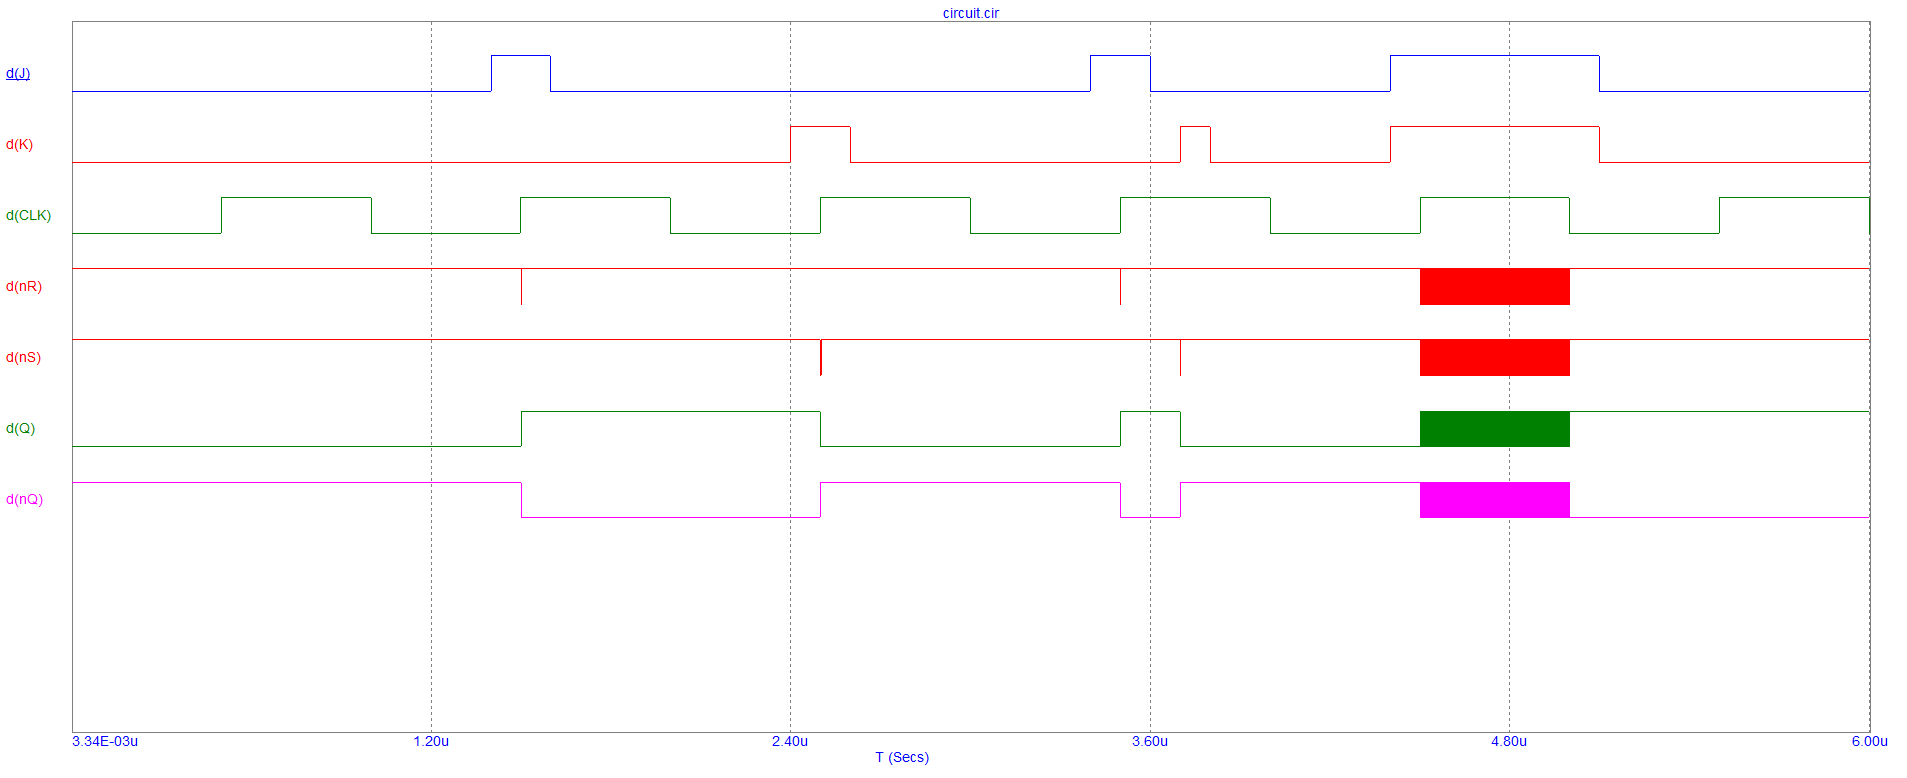 circuit.cir
d(J)
d(K)
d(CLK)
d(nR)
d(nS)
d(Q)
d(nQ)
3.34E-03u 1.20u 2.40u 3.60u 4.80u 6.00u
T (Secs)